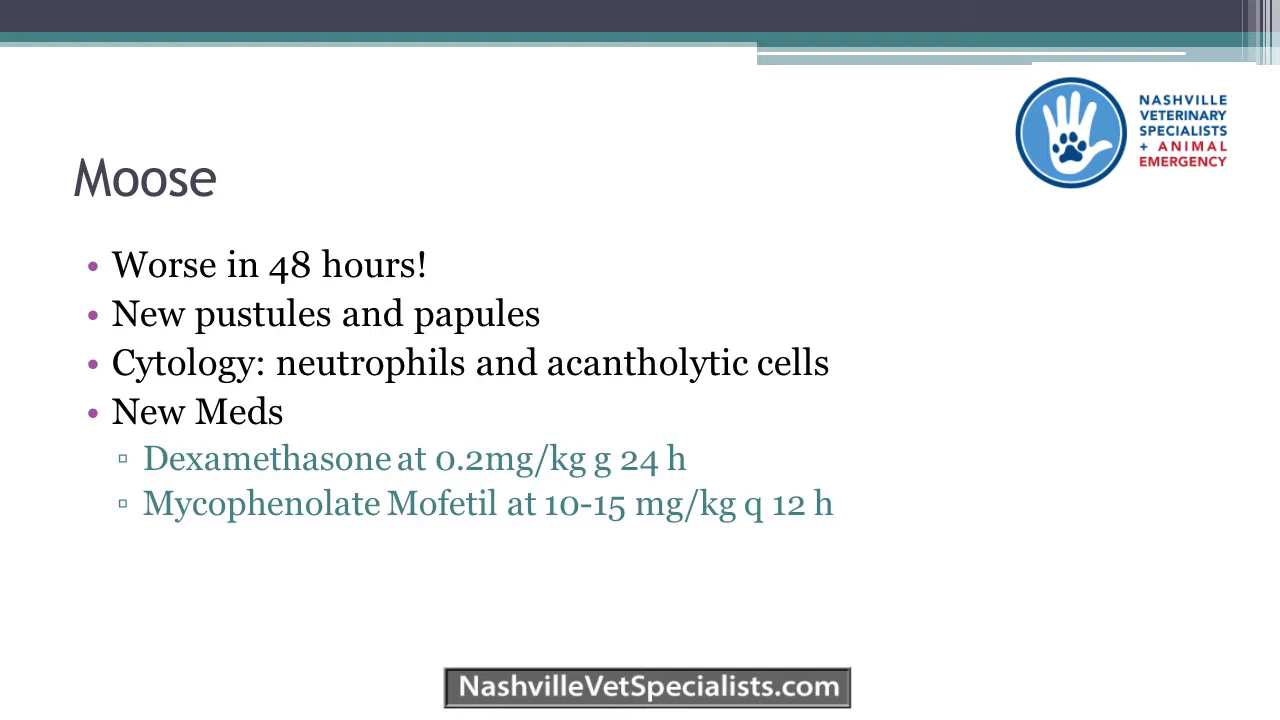 NASHVILLE
VETERINARY
SPECIALISTS
+ ANIMAL
EMERGENCY
Moose
• Worse in 48 hours!
• New pustules and papules
• Cytology: neutrophils and acantholytic cells
• New Meds
▫ Dexamethasone at 0.2mg/kg g 24 h
▫ Mycophenolate Mofetil at 10-15 mg/kg q 12 h
NashvilleVetSpecialists.com